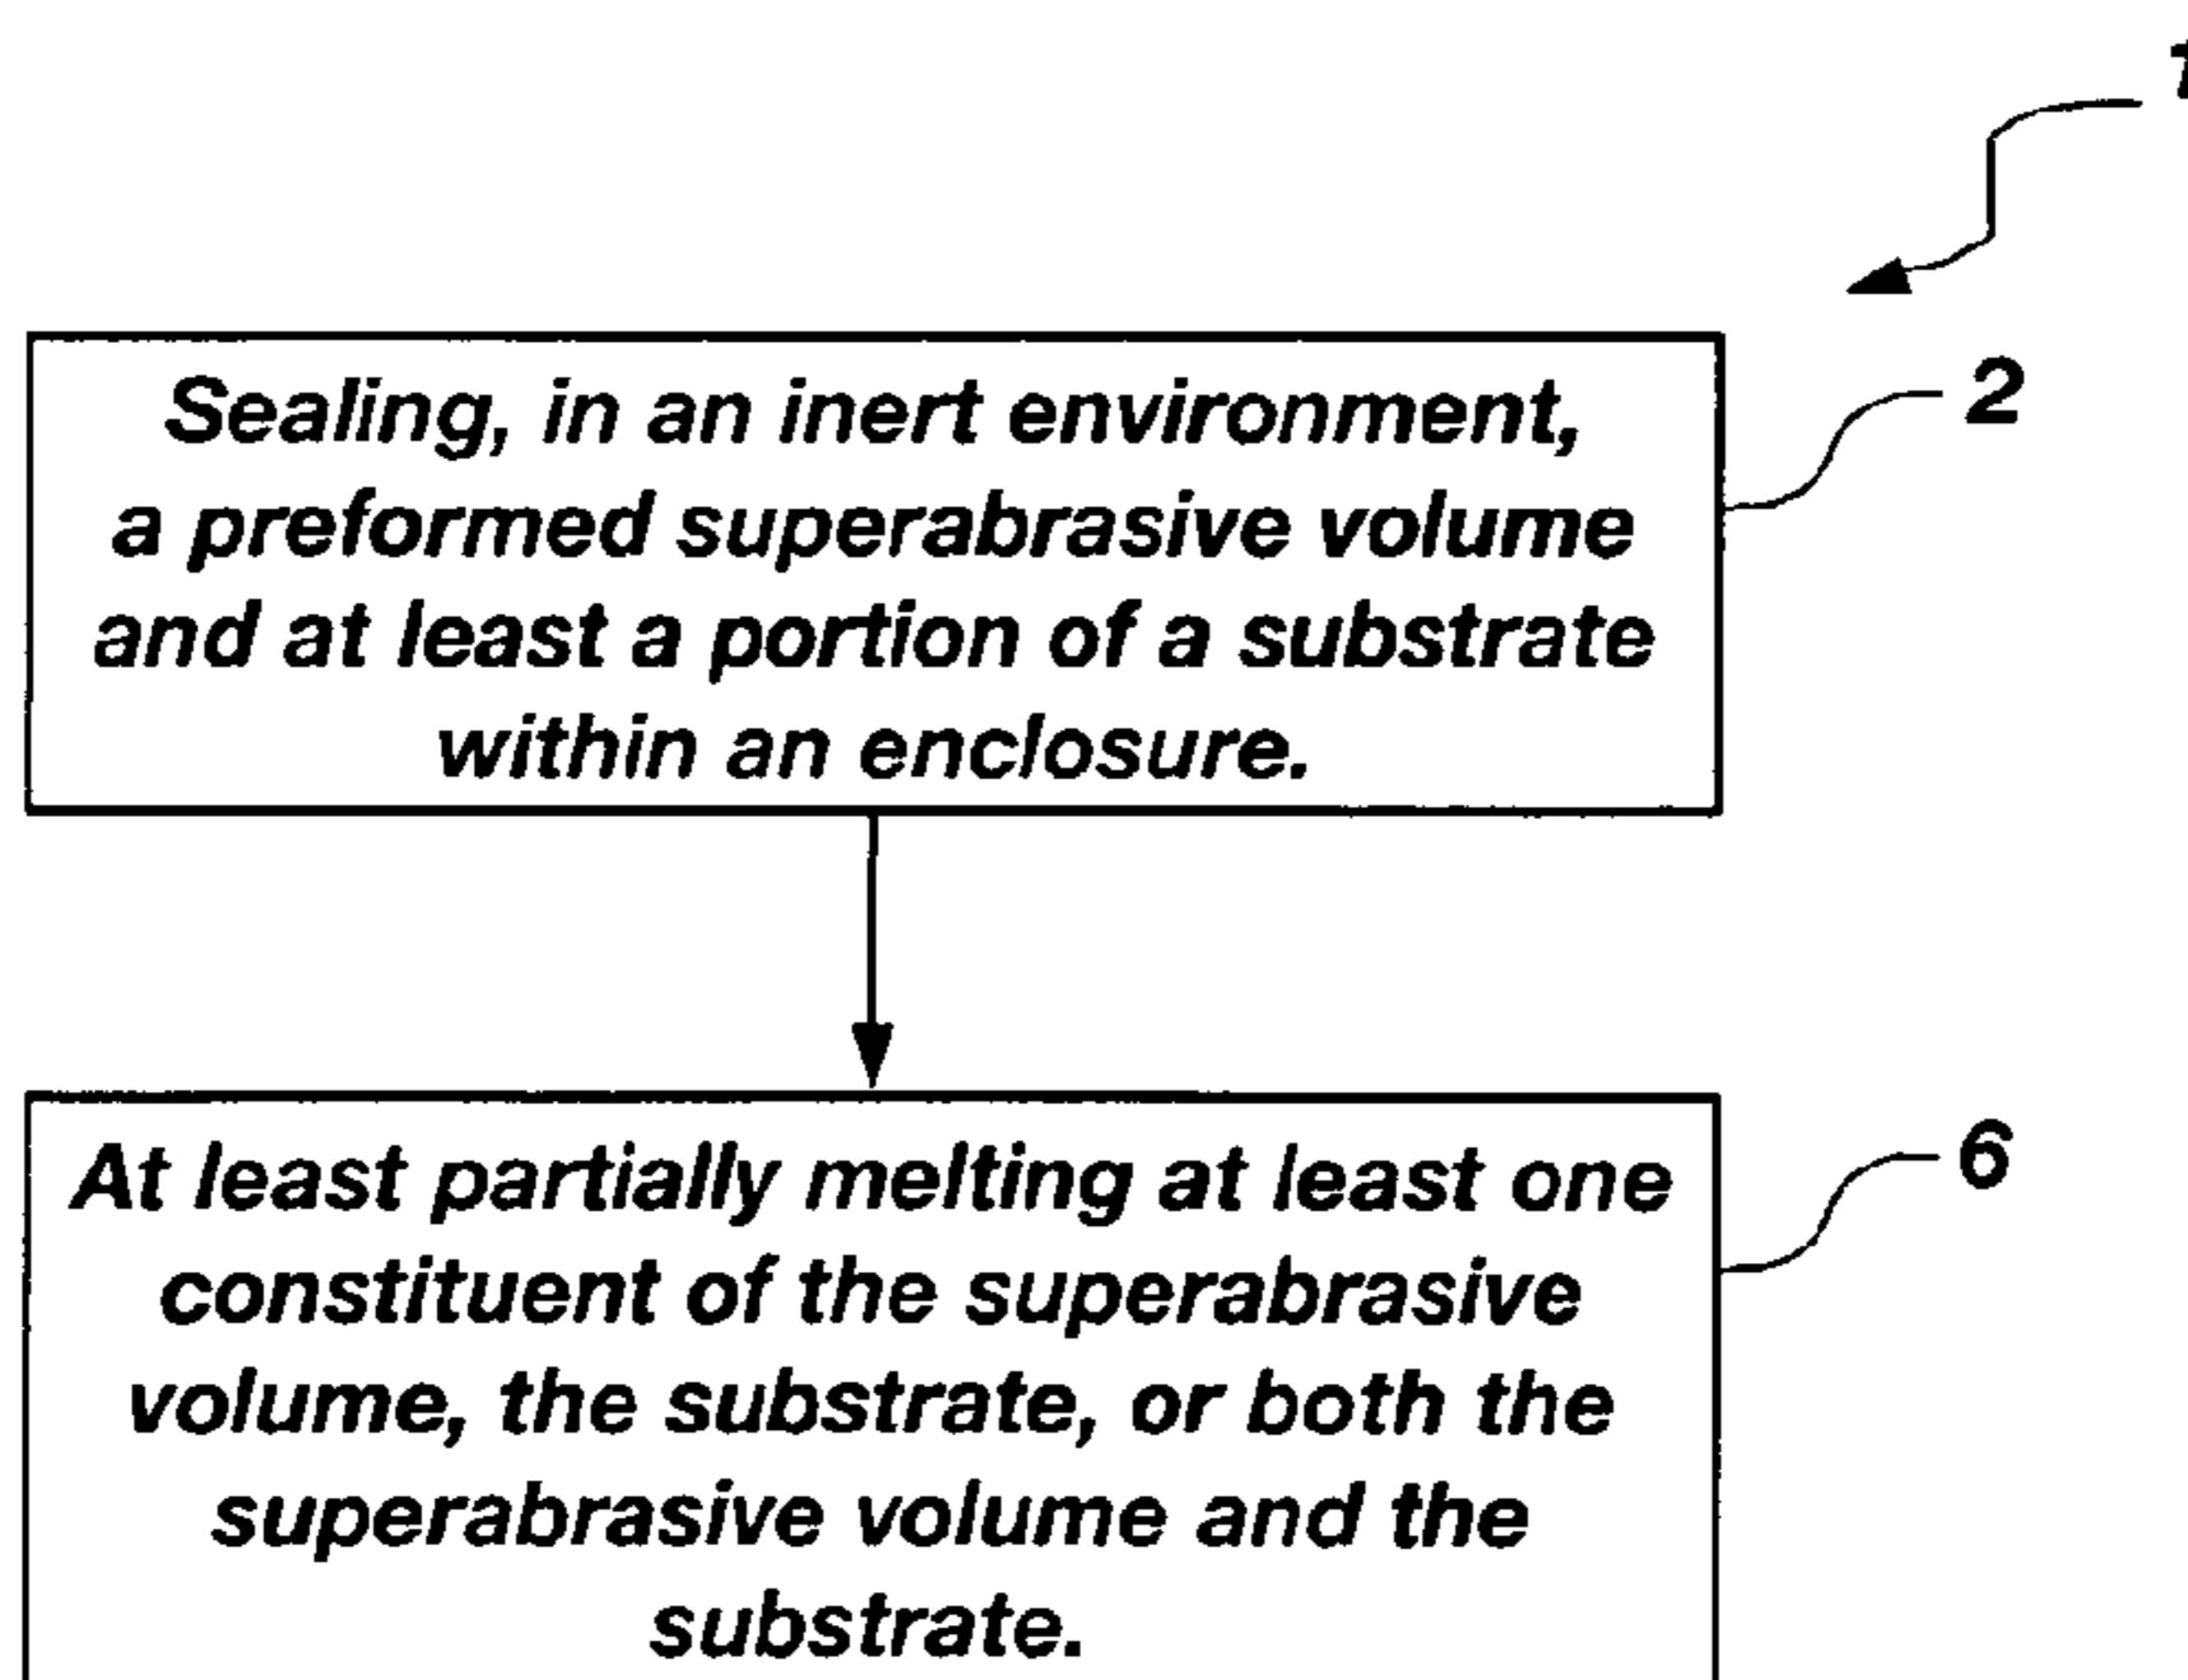 Sealing, in an inert environment,
a preformed superabrasive volume
and at least a portion of a substrate
within an enclosure.
2
At least partially melting at least one
constituent of the superabrasive
volume, the substrate, or both the
superabrasive volume and the
substrate.
6